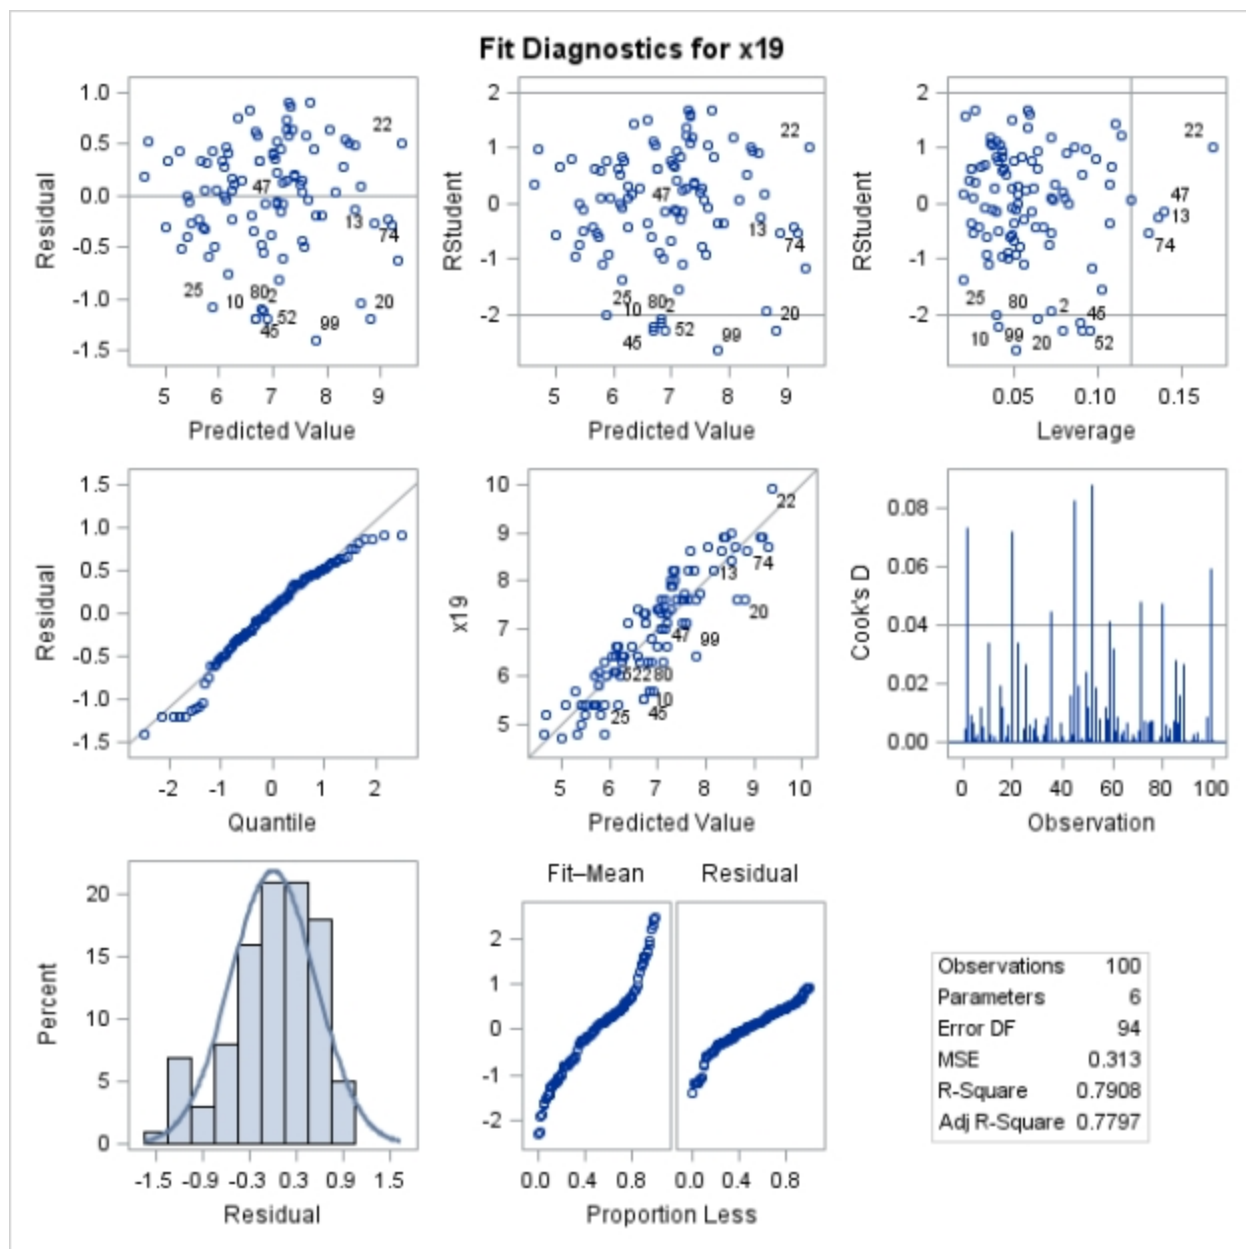 Fit Diagnostics for x19
1.0
0.5
0.0
-0.5
-1.0
-1.5
Residual
22
47
13
74
25
10
80
2
52
45
99
20
5 6 7 8 9
Predicted Value
2
1
0
-1
-2
RStudent
22
47
13
74
25
10
80
2
52
45
99
20
5 6 7 8 9
Predicted Value
2
1
0
-1
-2
RStudent
22
47
13
74
25
80
2
45
10
99
20
52
0.05 0.10 0.15
Leverage
1.5
1.0
0.5
0.0
-0.5
-1.0
-1.5
Residual
-2 -1 0 1 2
Quantile
10
9
8
7
6
5
x19
22
74
13
20
47
99
52
2
80
10
45
25
5 6 7 8 9 10
Predicted Value
0.08
0.06
0.04
0.02
0.00
Cook's D
0 20 40 60 80 100
Observation
20
15
10
5
0
Percent
-1.5 -0.9 -0.3 0.3 0.9 1.5
Residual
Fit–Mean Residual
2
1
0
-1
-2
0.0 0.4 0.8 0.0 0.4 0.8
Proportion Less
Observations 100
Parameters 6
Error DF 94
MSE 0.313
R-Square 0.7908
Adj R-Square 0.7797